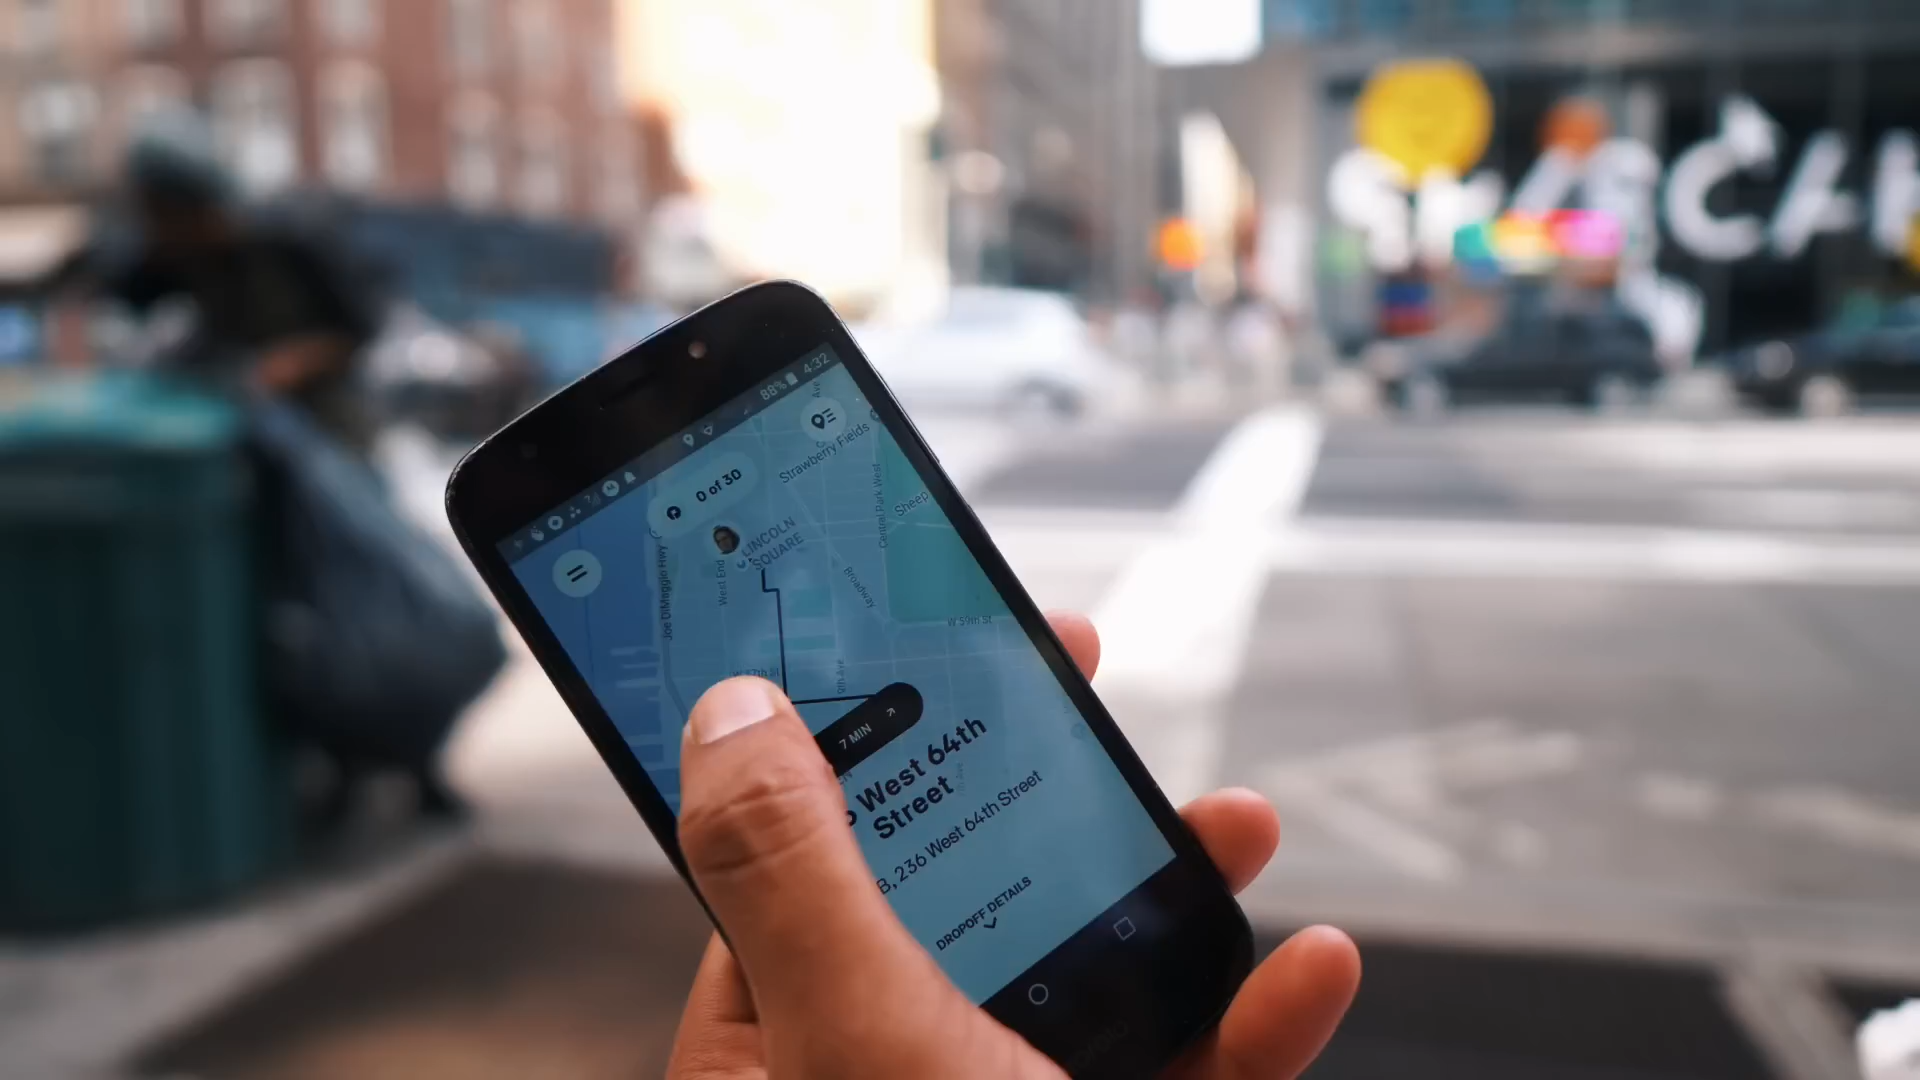 88% 4:32
0 of 30
Strawberry Fields
Central Park West
Sheep
LINCOLN
SQUARE
West End
Joe DiMaggio Hwy
Broadway
W 59th St
W 57th St
9th Ave
7 MIN
West 64th
Street
B, 236 West 64th Street
DROPOFF DETAILS